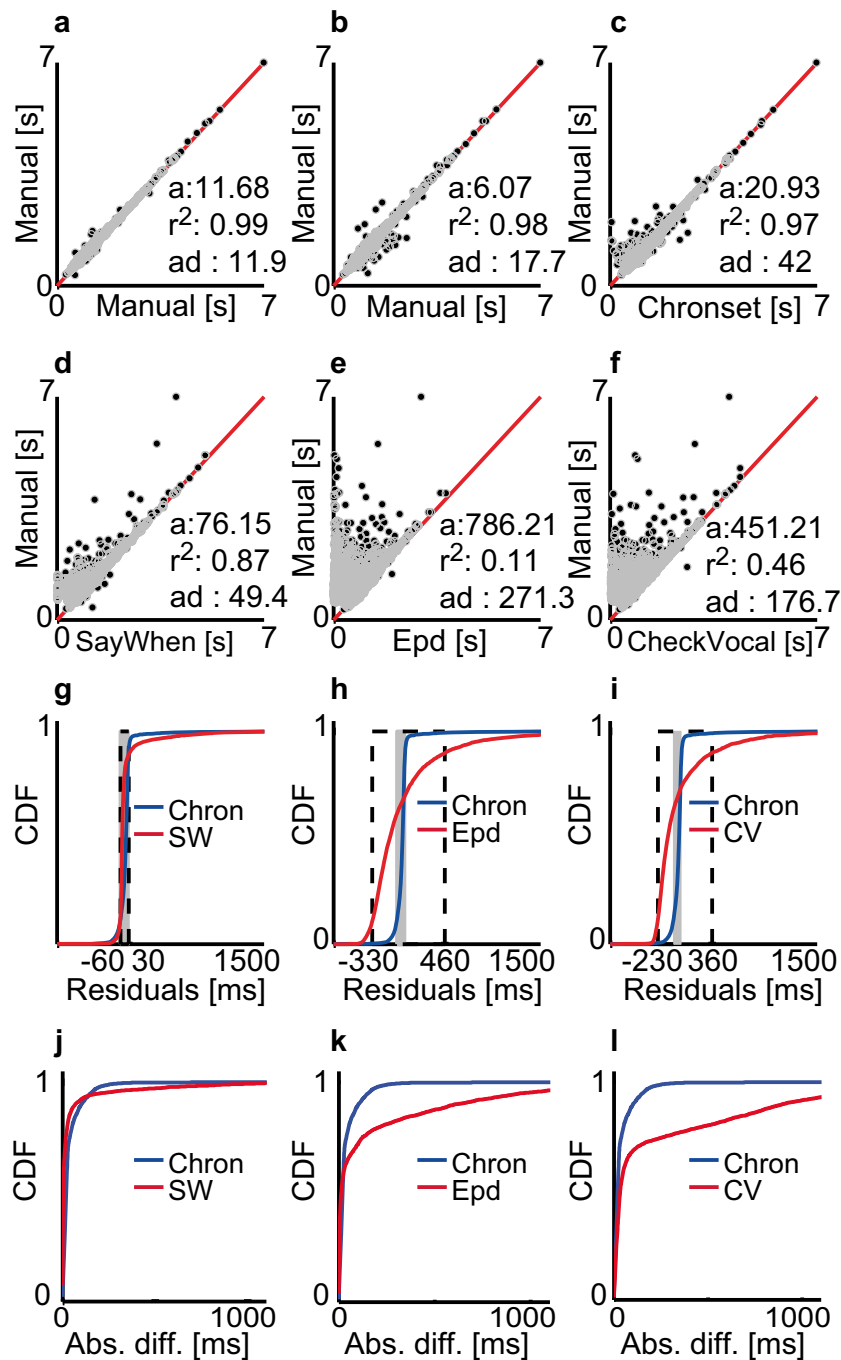 a
7
Manual [s]
a:11.68
r²: 0.99
ad : 11.9
0
0
Manual [s]
7
b
7
Manual [s]
a:6.07
r²: 0.98
ad : 17.7
0
0
Manual [s]
7
c
7
Manual [s]
a:20.93
r²: 0.97
ad : 42
0
0
Chronset [s]
7
d
7
Manual [s]
a:76.15
r²: 0.87
ad : 49.4
0
0
SayWhen [s]
7
e
7
Manual [s]
a:786.21
r²: 0.11
ad : 271.3
0
0
Epd [s]
7
f
7
Manual [s]
a:451.21
r²: 0.46
ad : 176.7
0
0
CheckVocal [s]
7
g
1
CDF
Chron
SW
0
-60 30 1500
Residuals [ms]
h
1
CDF
Chron
Epd
0
-330 460 1500
Residuals [ms]
i
1
CDF
Chron
CV
0
-230 360 1500
Residuals [ms]
j
1
CDF
Chron
SW
0
0 1000
Abs. diff. [ms]
k
1
CDF
Chron
Epd
0
0 1000
Abs. diff. [ms]
l
1
CDF
Chron
CV
0
0 1000
Abs. diff. [ms]